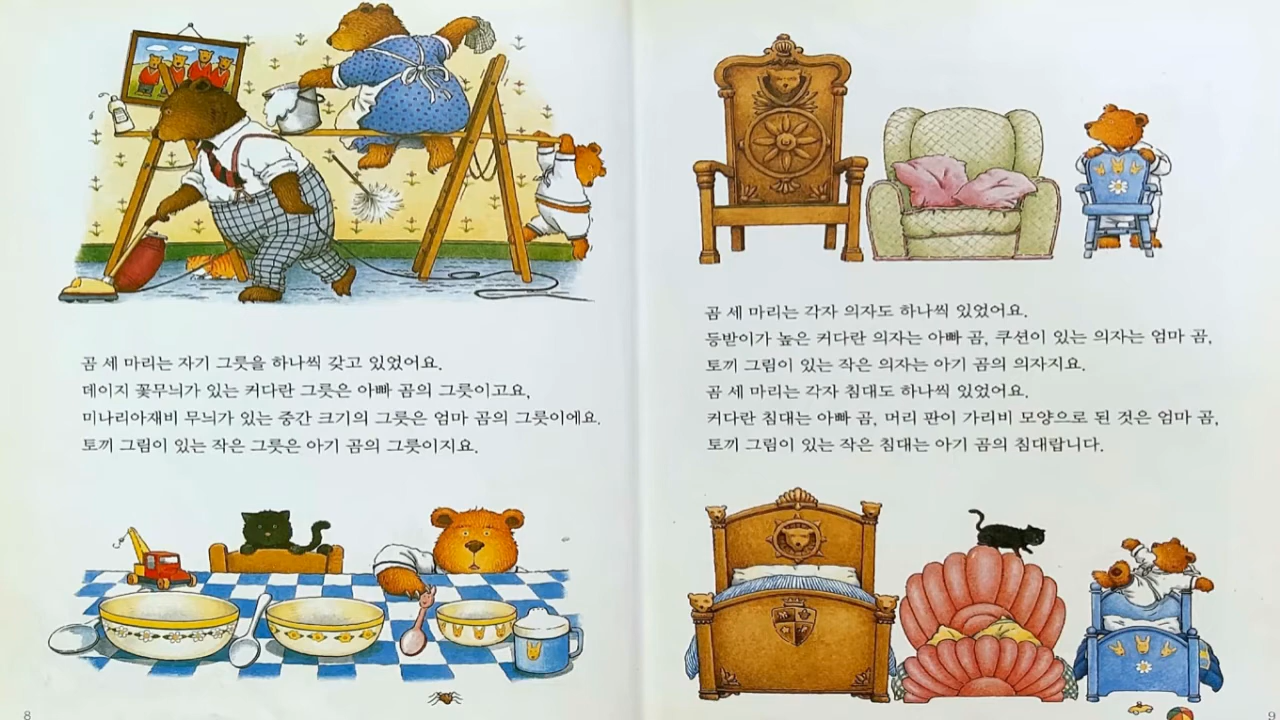 곰 세 마리는 자기 그릇을 하나씩 갖고 있었어요.
데이지 꽃무늬가 있는 커다란 그릇은 아빠 곰의 그릇이고요,
미나리아재비 무늬가 있는 중간 크기의 그릇은 엄마 곰의 그릇이에요.
토끼 그림이 있는 작은 그릇은 아기 곰의 그릇이지요.
8
곰 세 마리는 각자 의자도 하나씩 있었어요.
등받이가 높은 커다란 의자는 아빠 곰, 쿠션이 있는 의자는 엄마 곰,
토끼 그림이 있는 작은 의자는 아기 곰의 의자지요.
곰 세 마리는 각자 침대도 하나씩 있었어요.
커다란 침대는 아빠 곰, 머리 판이 가리비 모양으로 된 것은 엄마 곰,
토끼 그림이 있는 작은 침대는 아기 곰의 침대랍니다.
9